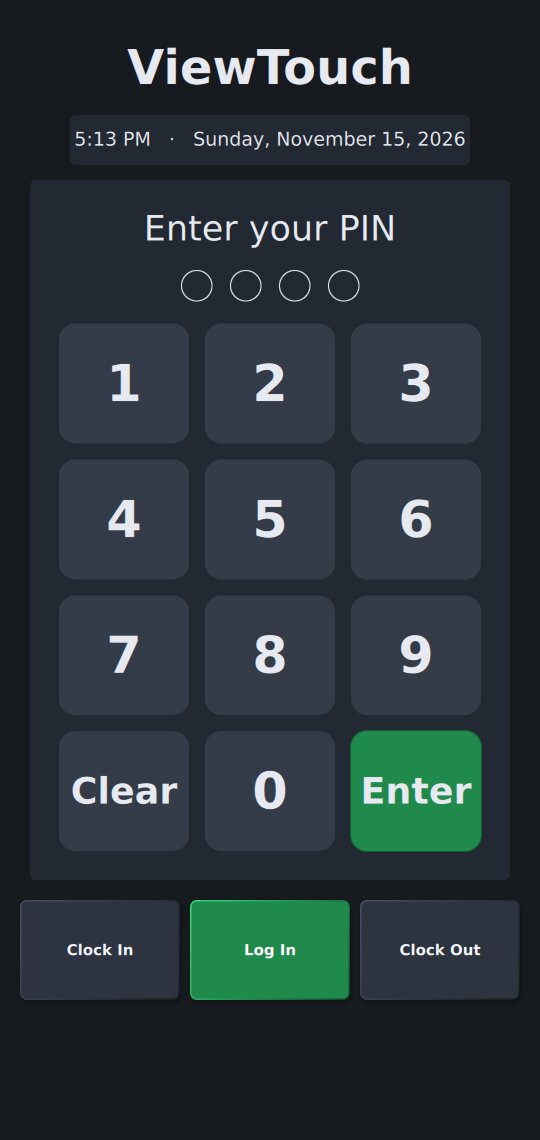 ViewTouch
5:13 PM · Sunday, November 15, 2026
Enter your PIN
1 2 3
4 5 6
7 8 9
Clear 0 Enter
Clock In Log In Clock Out